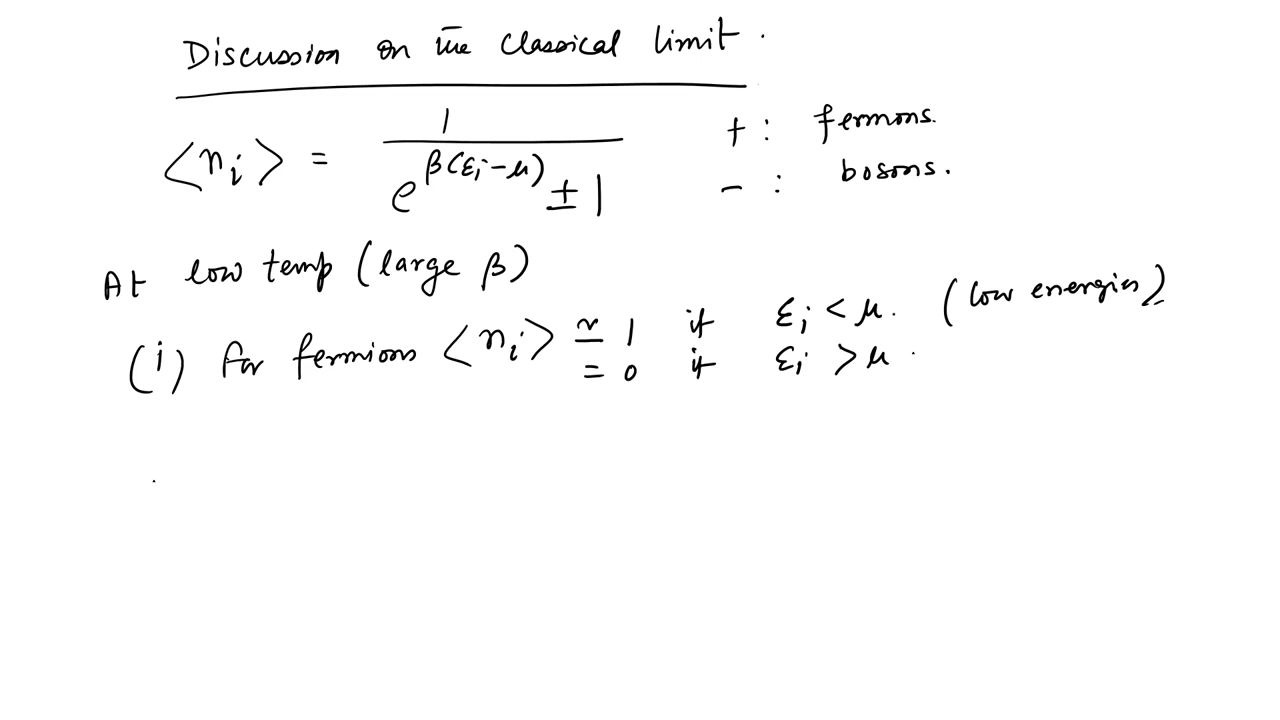 Discussion on the classical limit.
<n_i> = 1 / e^{β(ε_i-μ)} ± 1    + : fermons.
- : bosons.
At low temp (large β)
(i) for fermions <n_i> ≃ 1 if ε_i < μ. (low energies)
= 0 if ε_i > μ.